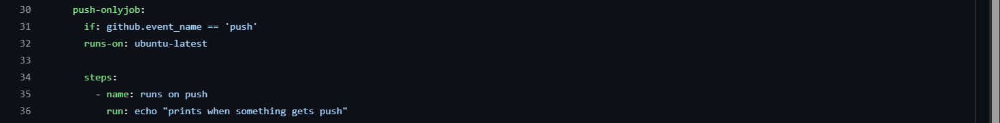 30 push-onlyjob:
31 if: github.event_name == 'push'
32 runs-on: ubuntu-latest
33
34 steps:
35 - name: runs on push
36 run: echo "prints when something gets push"